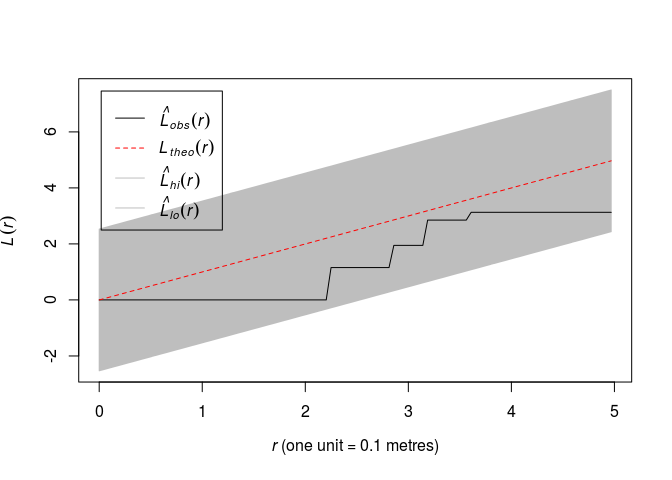 L̂obs(r)
Ltheo(r)
L̂hi(r)
L̂lo(r)
L(r)
6
4
2
0
-2
0 1 2 3 4 5
r (one unit = 0.1 metres)